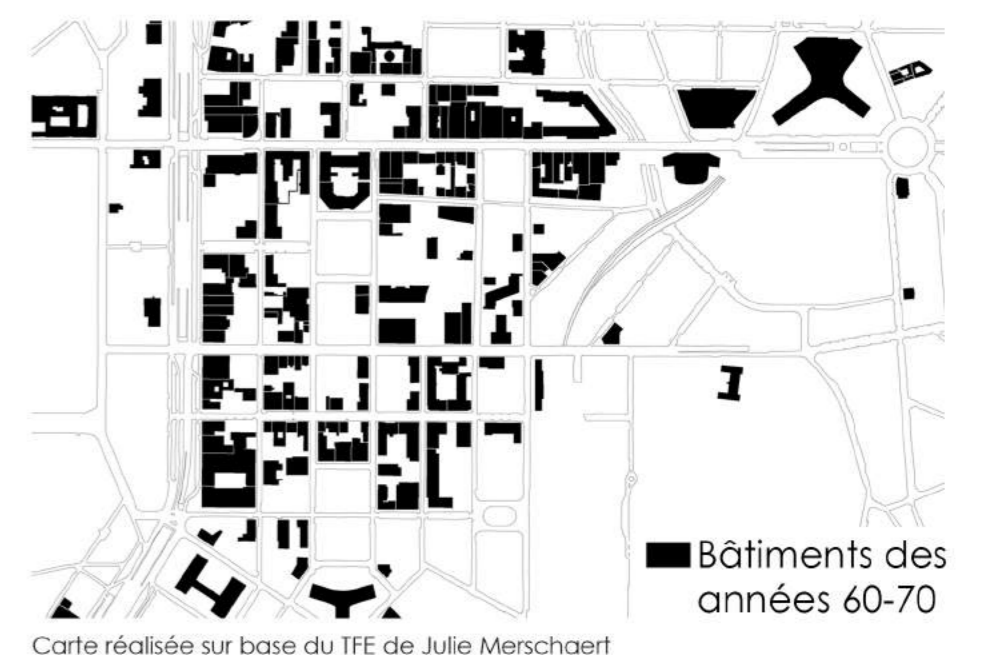 Bâtiments des
années 60-70
Carte réalisée sur base du TFE de Julie Merschaert